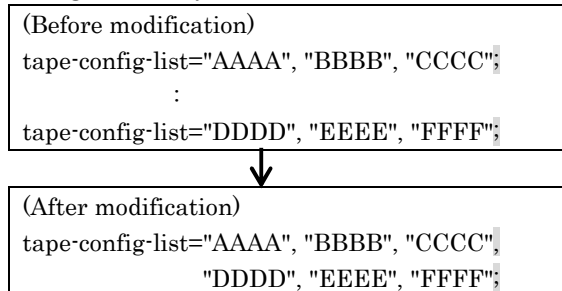 (Before modification)
tape-config-list="AAAA", "BBBB", "CCCC";
:
tape-config-list="DDDD", "EEEE", "FFFF";
(After modification)
tape-config-list="AAAA", "BBBB", "CCCC",
"DDDD", "EEEE", "FFFF";